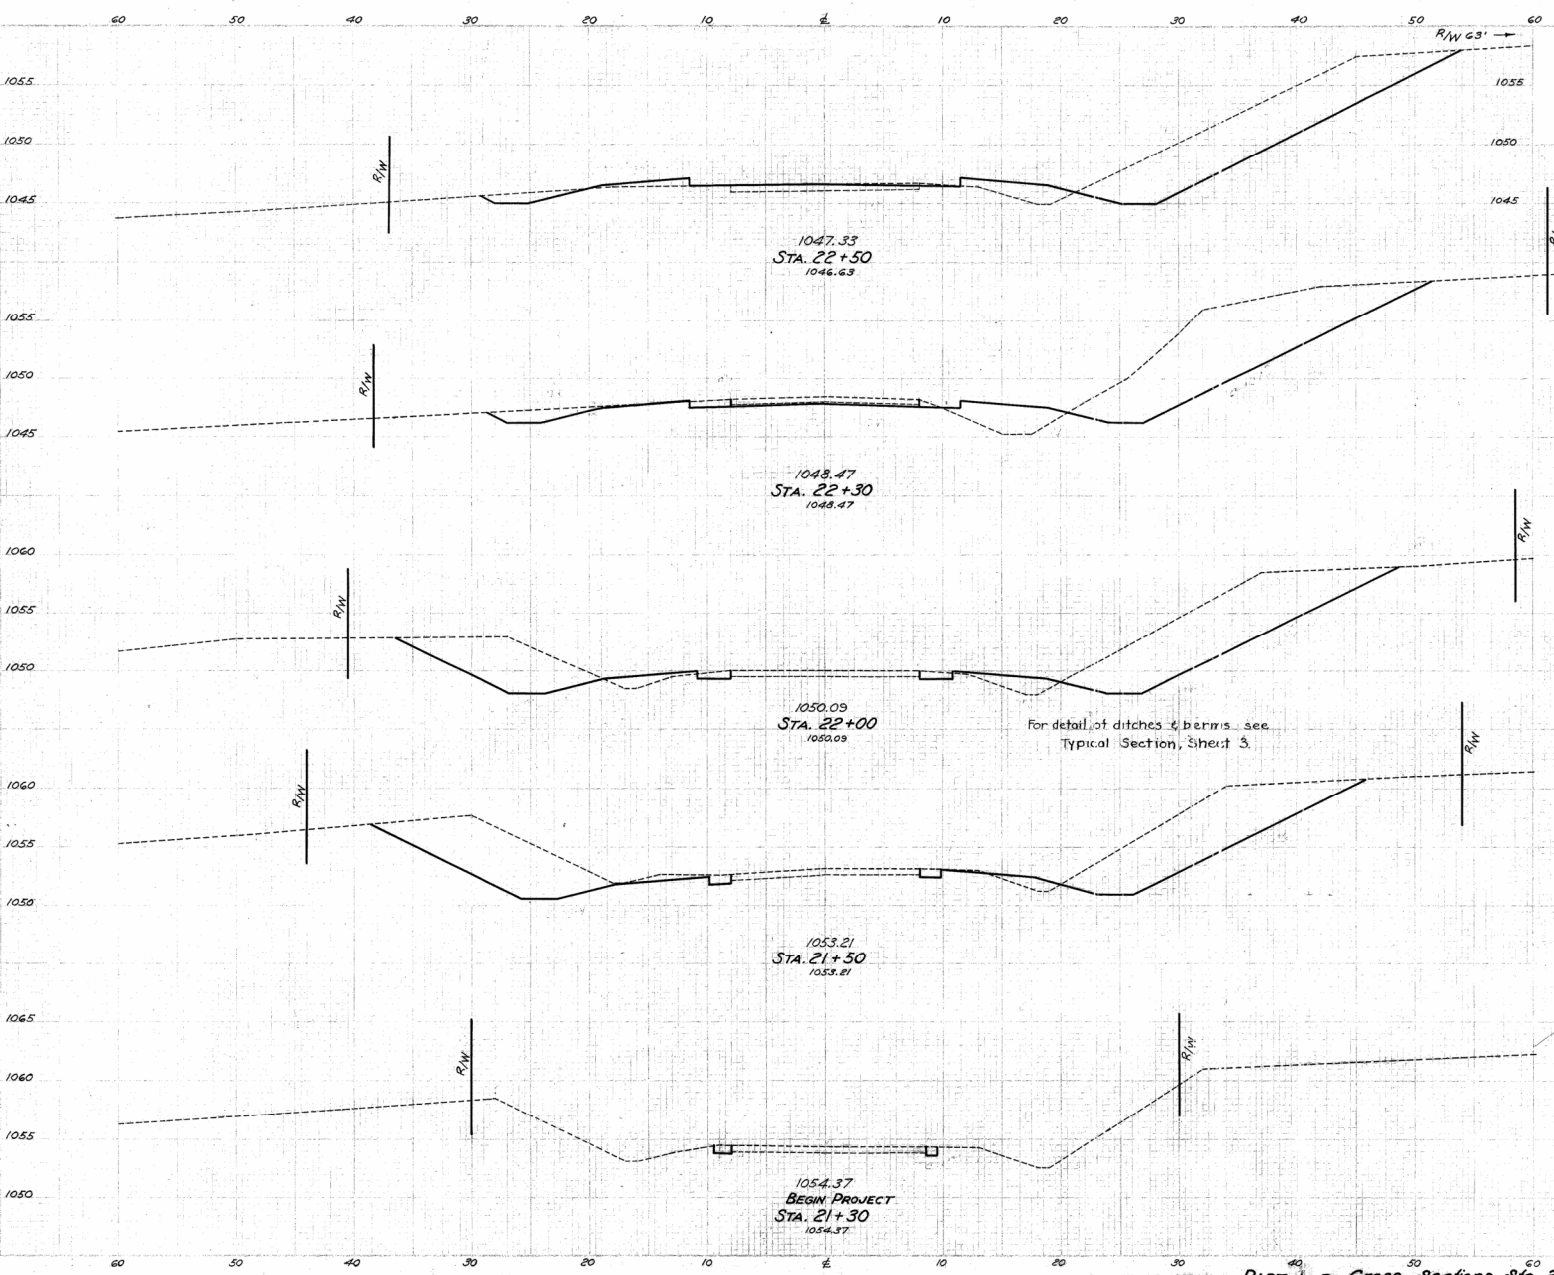 60 50 40 30 20 10 ℄ 10 20 30 40 50 60
R/W 63' →
1055 1055
1050 1050
R/W
1045 1045
1047.33
STA. 22+50
1046.63
1055
1050
R/W
1045
1048.47
STA. 22+30
1048.47
1060
R/W
1055
R/W
1050
1050.09
STA. 22+00
1050.09
For detail of ditches & berms see
Typical Section, Sheet 3.
R/W
1060
R/W
1055
1050
1053.21
STA. 21+50
1053.21
1065
R/W
R/W
1060
1055
1054.37
1050
BEGIN PROJECT
STA. 21+30
1054.37
60 50 40 30 20 10 ℄ 10 20 30 40 50 60
Cross Sections